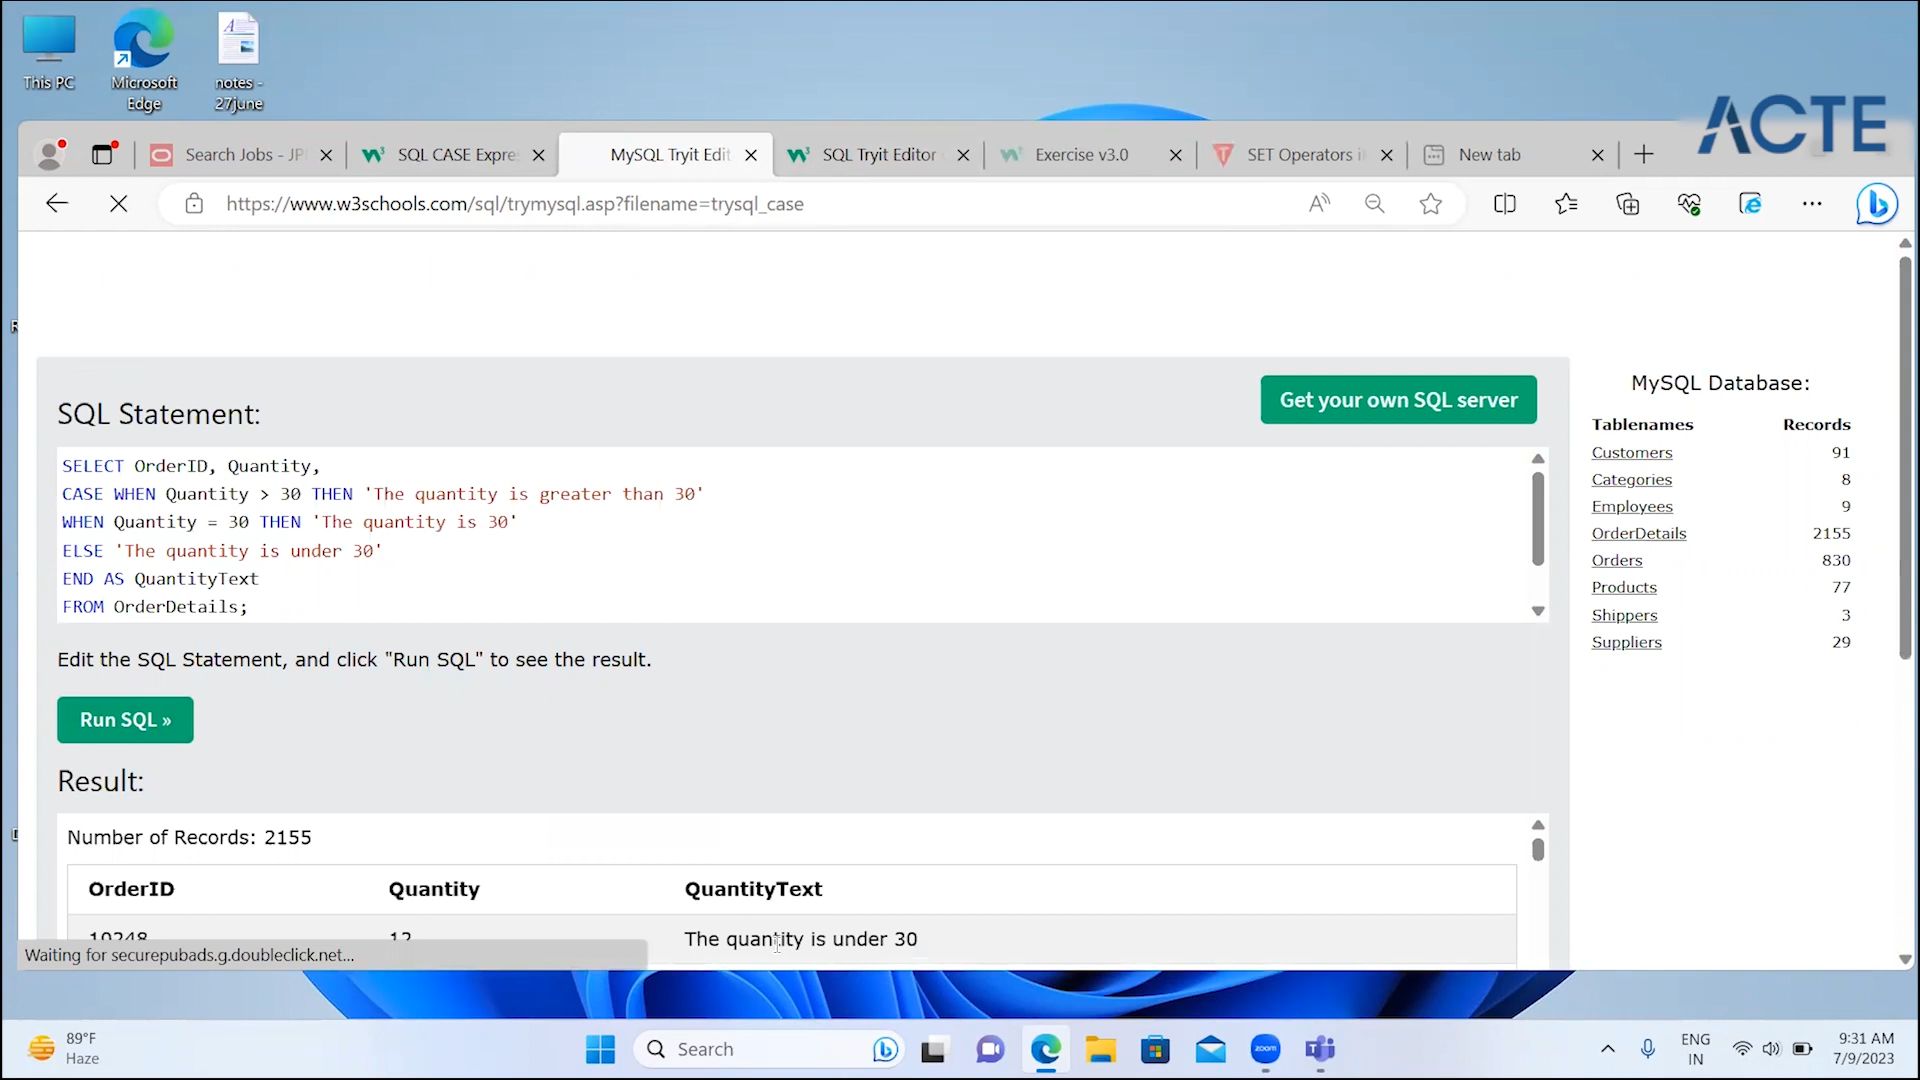 This PC
Microsoft Edge
notes - 27june
ACTE
Search Jobs - JP
SQL CASE Expre
MySQL Tryit Edit
SQL Tryit Editor
Exercise v3.0
SET Operators i
New tab
https://www.w3schools.com/sql/trymysql.asp?filename=trysql_case
SQL Statement:
Get your own SQL server
SELECT OrderID, Quantity,
CASE WHEN Quantity > 30 THEN 'The quantity is greater than 30'
WHEN Quantity = 30 THEN 'The quantity is 30'
ELSE 'The quantity is under 30'
END AS QuantityText
FROM OrderDetails;
Edit the SQL Statement, and click "Run SQL" to see the result.
Run SQL »
Result:
Number of Records: 2155
OrderID Quantity QuantityText
10248 12 The quantity is under 30
Waiting for securepubads.g.doubleclick.net...
MySQL Database:
Tablenames Records
Customers 91
Categories 8
Employees 9
OrderDetails 2155
Orders 830
Products 77
Shippers 3
Suppliers 29
89°F
Haze
Search
zoom
ENG
IN
9:31 AM
7/9/2023